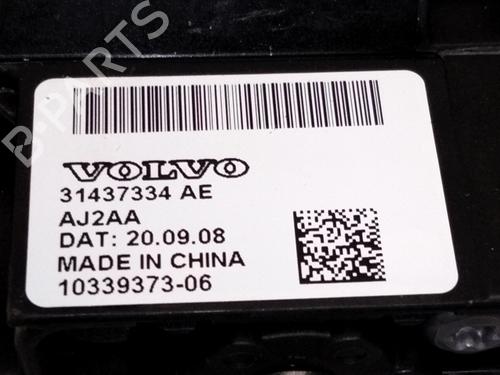 B-PARTS
VOLVO
31437334 AE
AJ2AA
DAT: 20.09.08
MADE IN CHINA
10339373-06